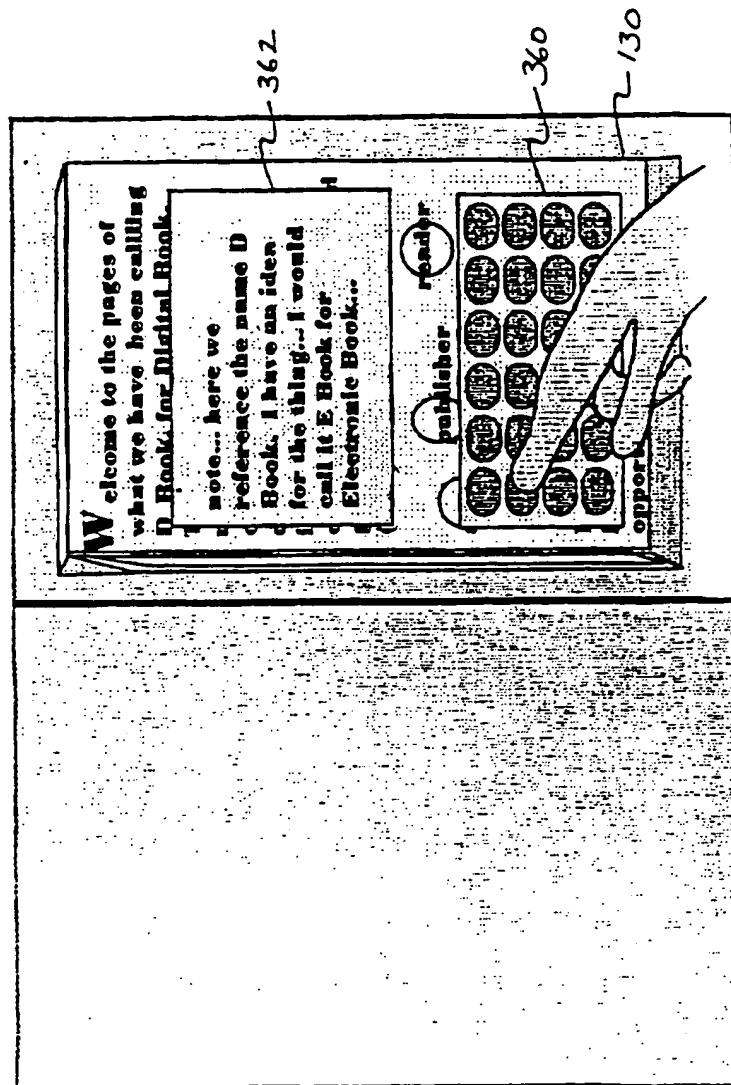 Welcome to the pages of
what we have been callling
D Book, for Digital Book.
note... here we
reference the name D
Book. I have an idea
for the thing... I would
call it E Book for
Electronic Book...
publisher
reader
oppor
362
360
130